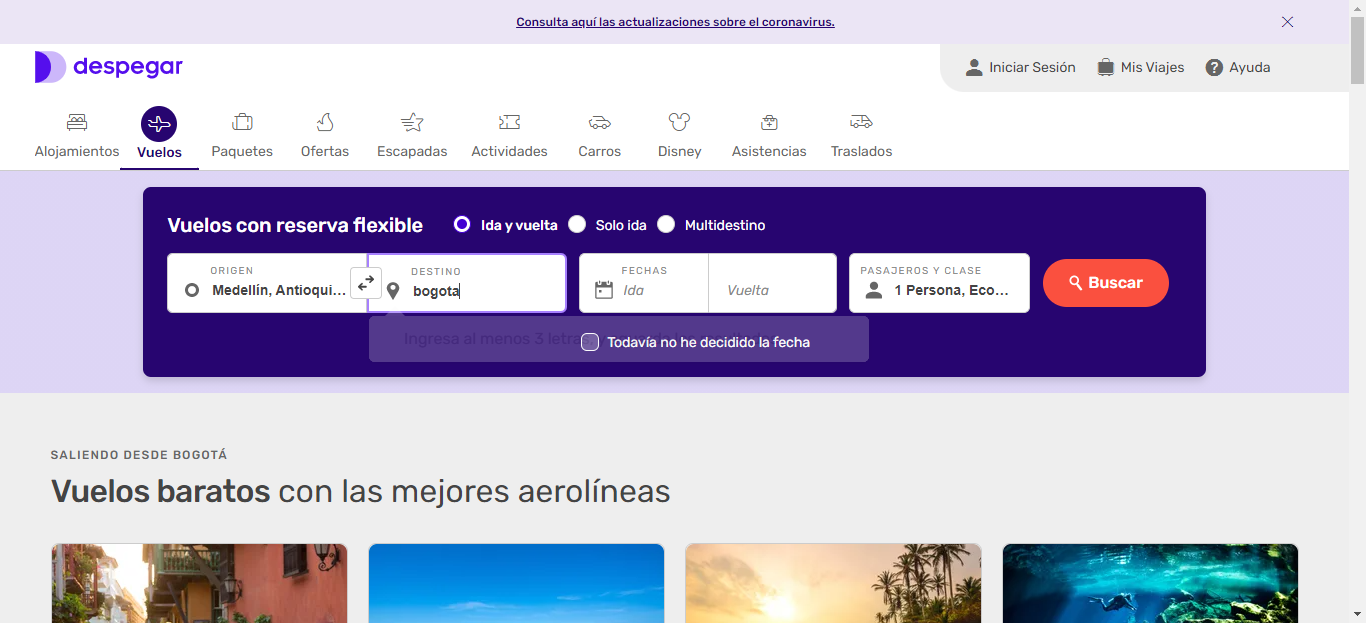 Consulta aquí las actualizaciones sobre el coronavirus.
despegar
Iniciar Sesión
Mis Viajes
Ayuda
Alojamientos
Vuelos
Paquetes
Ofertas
Escapadas
Actividades
Carros
Disney
Asistencias
Traslados
Vuelos con reserva flexible
Ida y vuelta
Solo ida
Multidestino
ORIGEN
Medellín, Antioqui...
DESTINO
bogota
FECHAS
Ida
Vuelta
PASAJEROS Y CLASE
1 Persona, Eco...
Buscar
Ingresa al menos 3 letras
Todavía no he decidido la fecha
SALIENDO DESDE BOGOTÁ
Vuelos baratos con las mejores aerolíneas